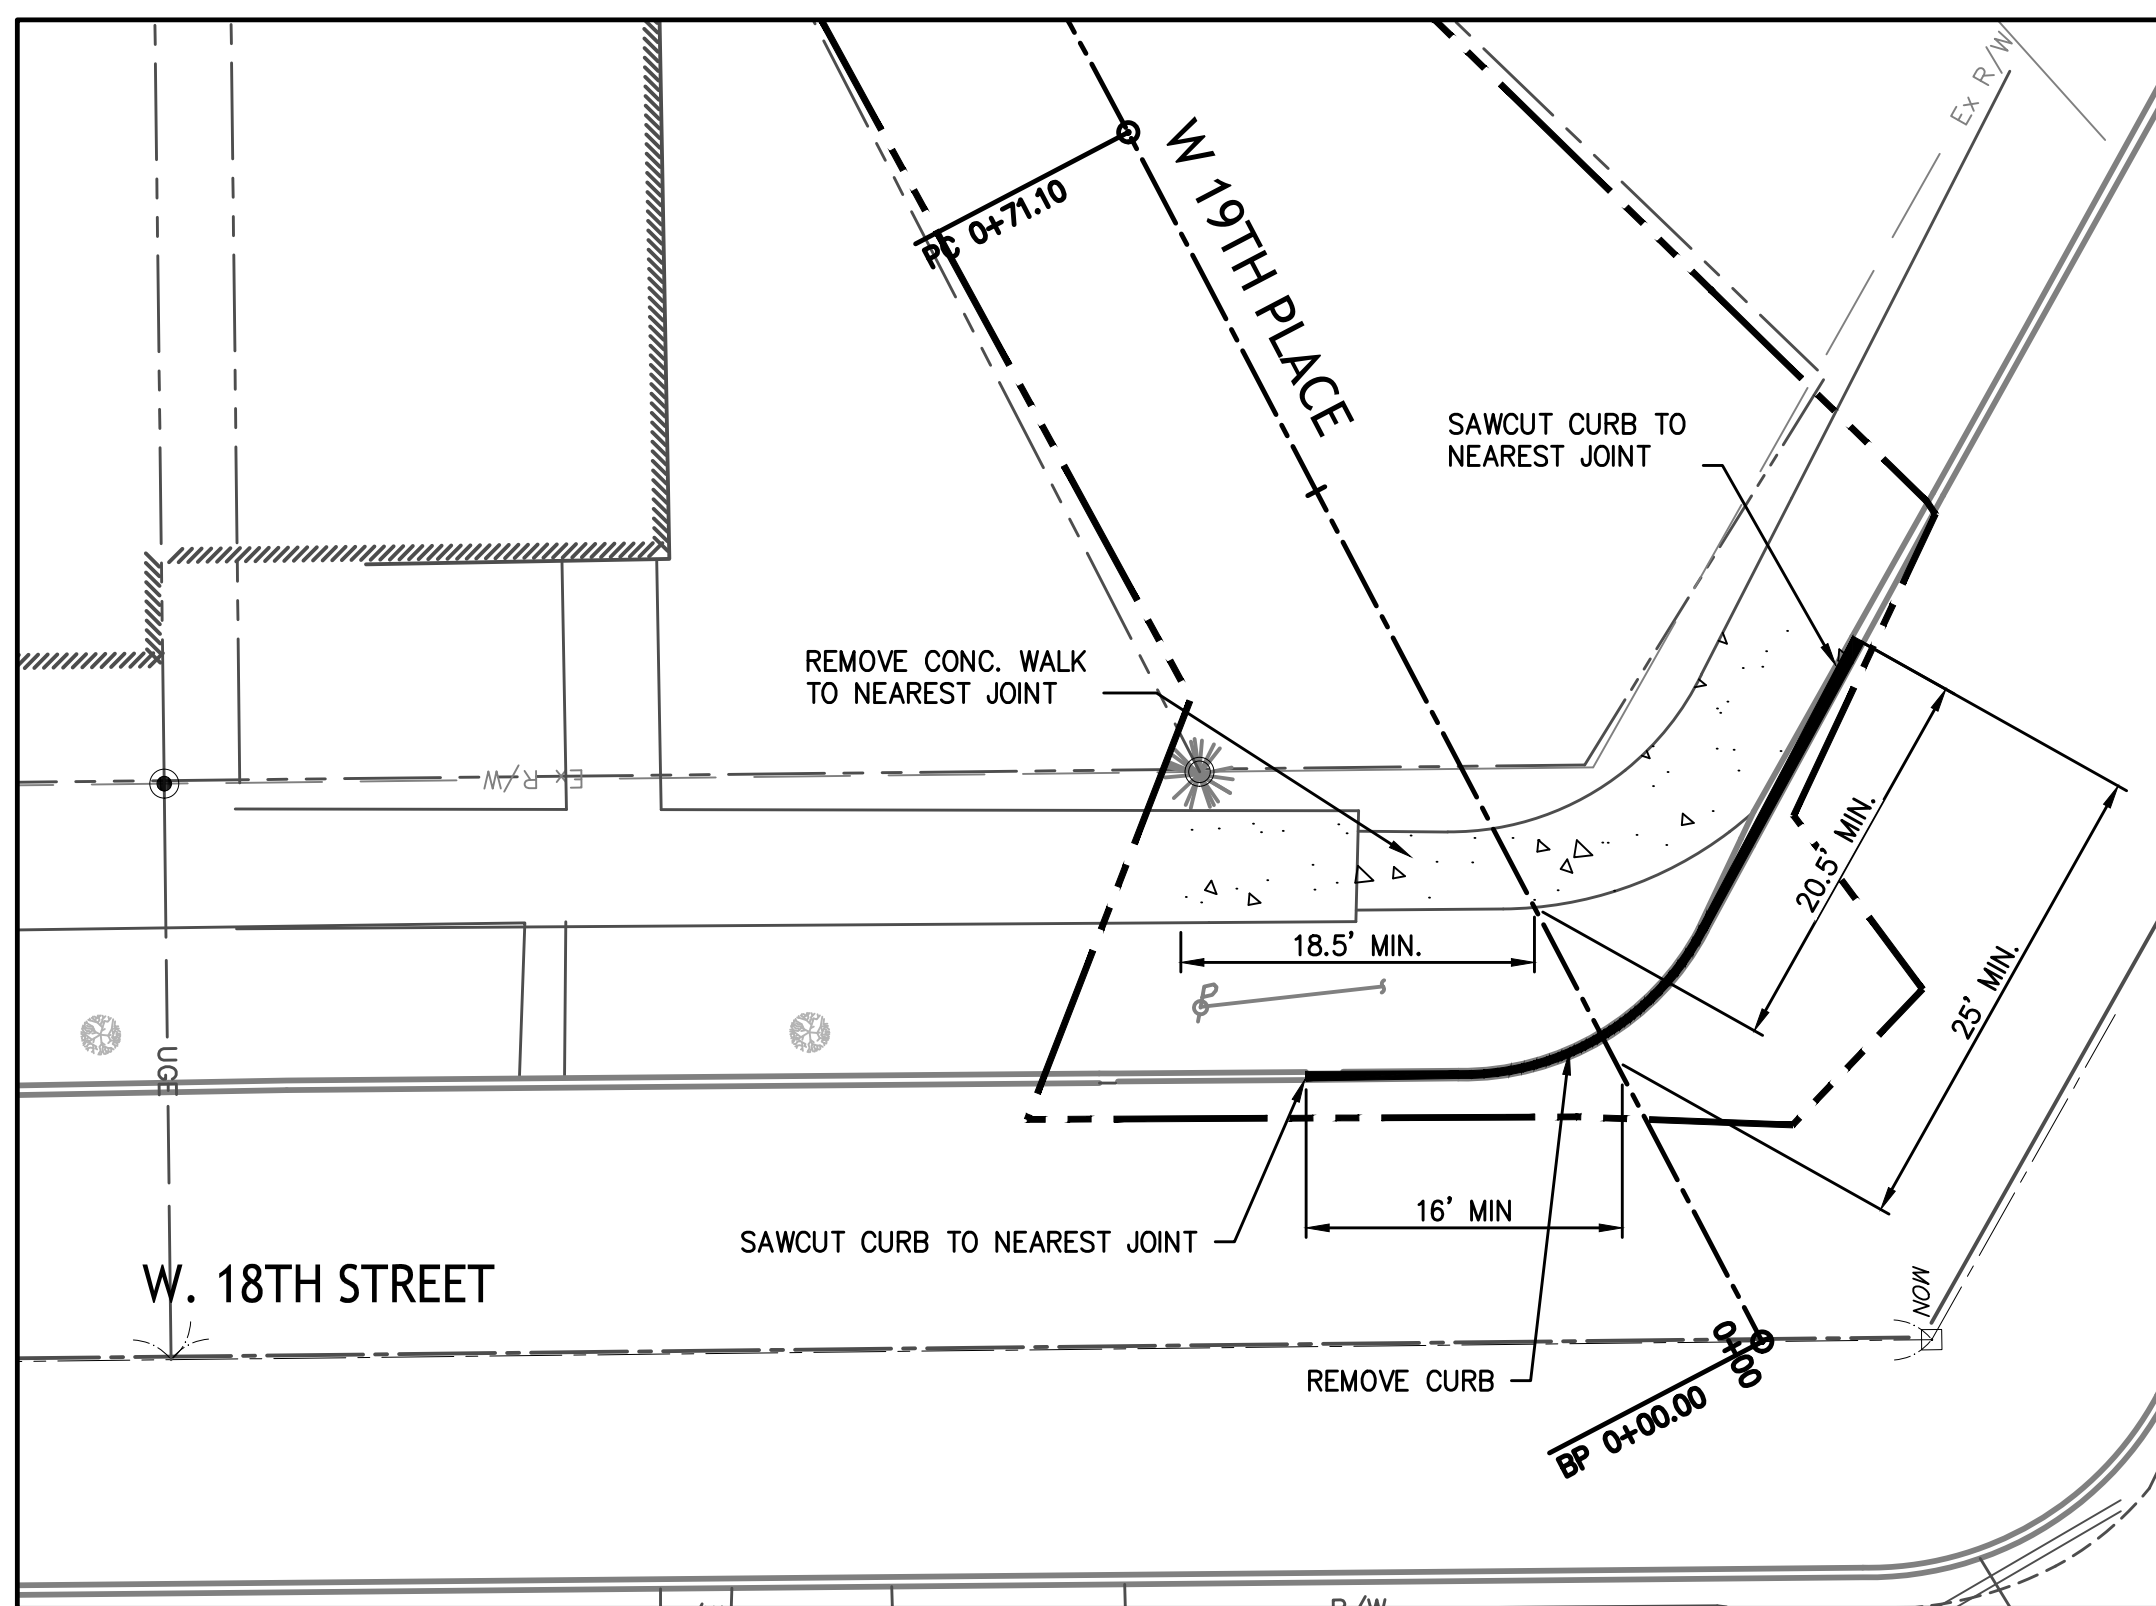 Ex R/W
W 19TH PLACE
PC 0+71.10
SAWCUT CURB TO
NEAREST JOINT
REMOVE CONC. WALK
TO NEAREST JOINT
Ex R/W
20.5' MIN.
18.5' MIN.
25' MIN.
P
UGE
16' MIN
SAWCUT CURB TO NEAREST JOINT
W. 18TH STREET
MON
0+00
REMOVE CURB
BP 0+00.00
R/W